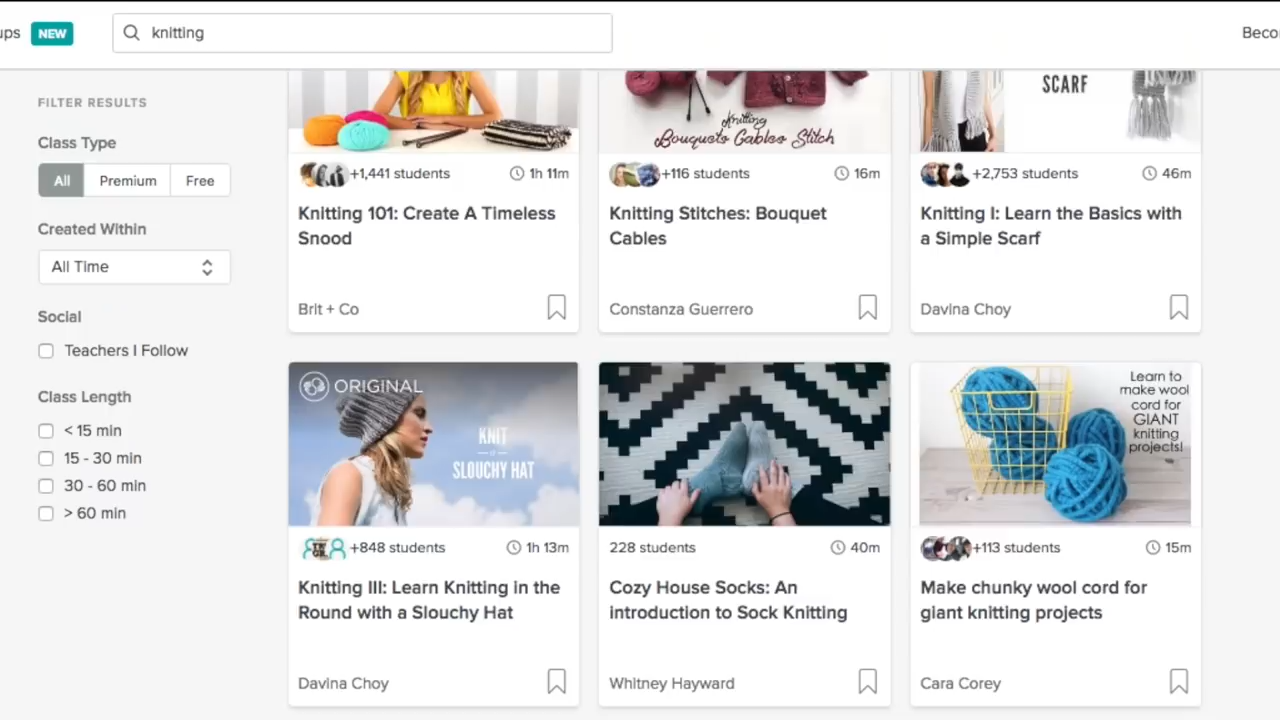 ups NEW knitting Beco
FILTER RESULTS
Class Type
All Premium Free
Created Within
All Time
Social
Teachers I Follow
Class Length
< 15 min
15 - 30 min
30 - 60 min
> 60 min
+1,441 students 1h 11m
Knitting 101: Create A Timeless
Snood
Brit + Co
Knitting
Bouquets Cables Stitch
+116 students 16m
Knitting Stitches: Bouquet
Cables
Constanza Guerrero
SCARF
+2,753 students 46m
Knitting I: Learn the Basics with
a Simple Scarf
Davina Choy
ORIGINAL
KNIT
SLOUCHY HAT
+848 students 1h 13m
Knitting III: Learn Knitting in the
Round with a Slouchy Hat
Davina Choy
228 students 40m
Cozy House Socks: An
introduction to Sock Knitting
Whitney Hayward
Learn to
make wool
cord for
GIANT
knitting
projects!
+113 students 15m
Make chunky wool cord for
giant knitting projects
Cara Corey